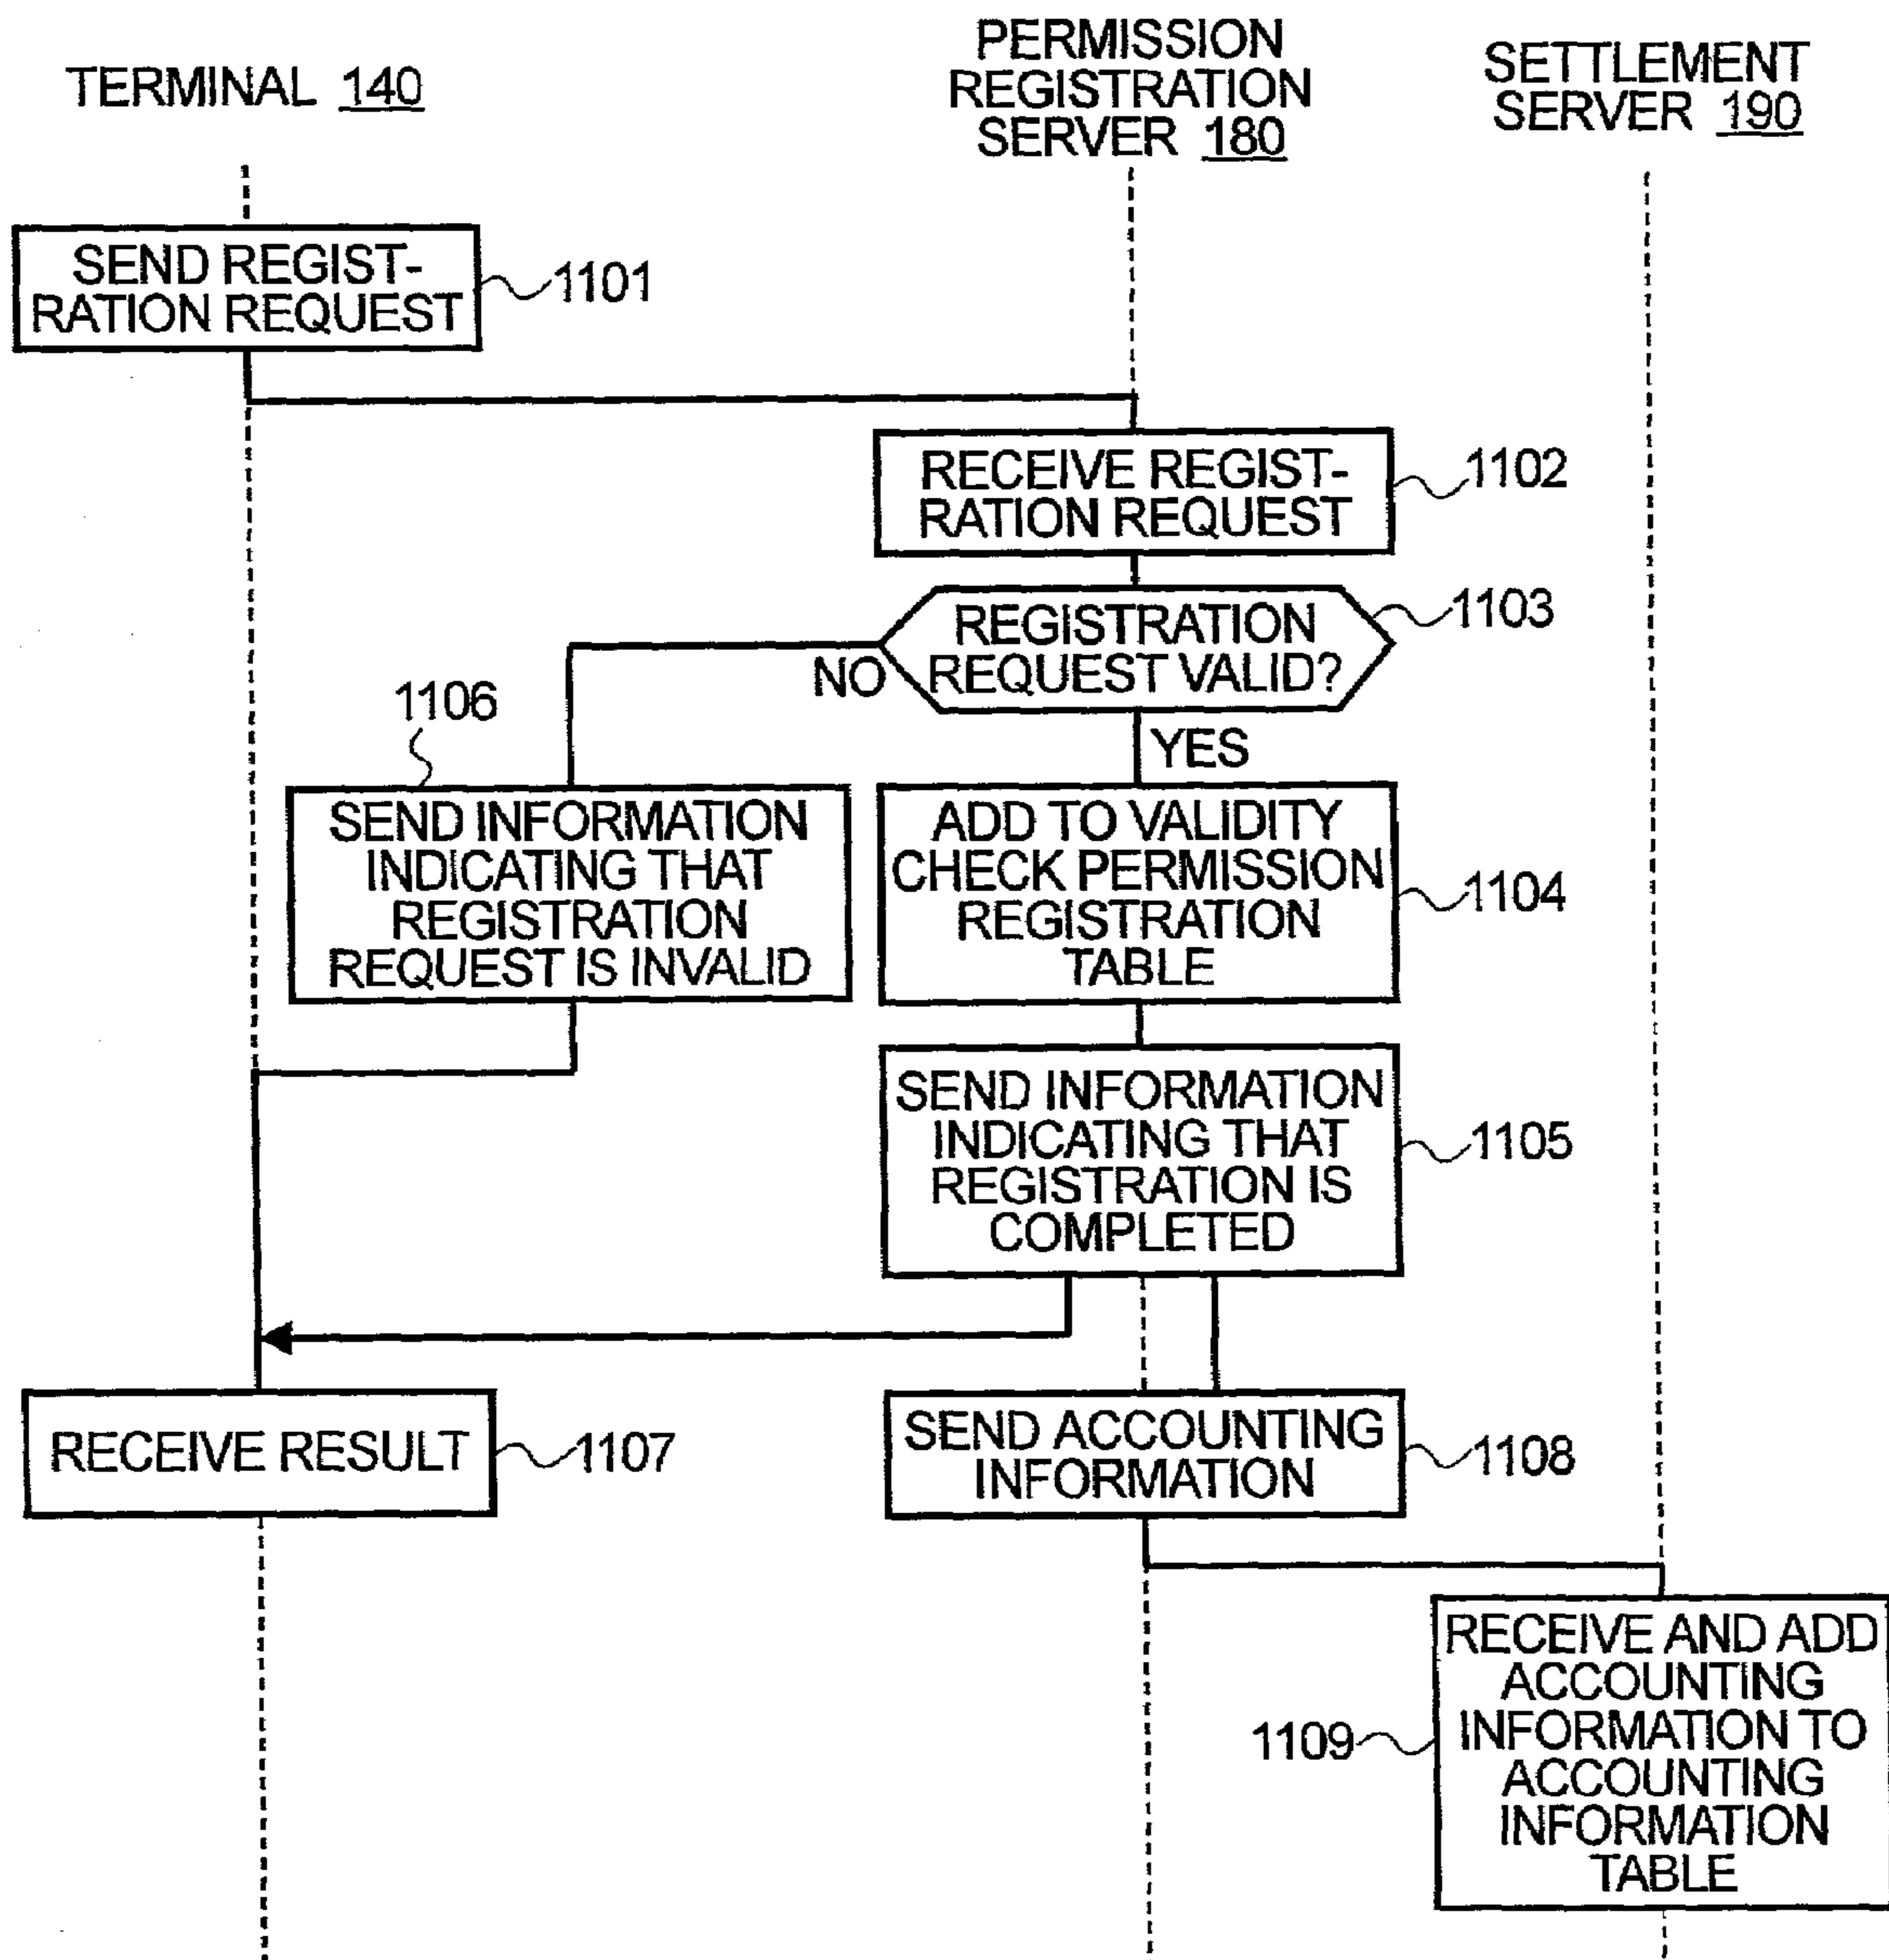 TERMINAL 140
PERMISSION
REGISTRATION
SERVER 180
SETTLEMENT
SERVER 190
SEND REGIST-
RATION REQUEST
1101
RECEIVE REGIST-
RATION REQUEST
1102
REGISTRATION
REQUEST VALID?
1103
NO
YES
1106
SEND INFORMATION
INDICATING THAT
REGISTRATION
REQUEST IS INVALID
ADD TO VALIDITY
CHECK PERMISSION
REGISTRATION
TABLE
1104
SEND INFORMATION
INDICATING THAT
REGISTRATION IS
COMPLETED
1105
RECEIVE RESULT
1107
SEND ACCOUNTING
INFORMATION
1108
RECEIVE AND ADD
ACCOUNTING
INFORMATION TO
ACCOUNTING
INFORMATION
TABLE
1109